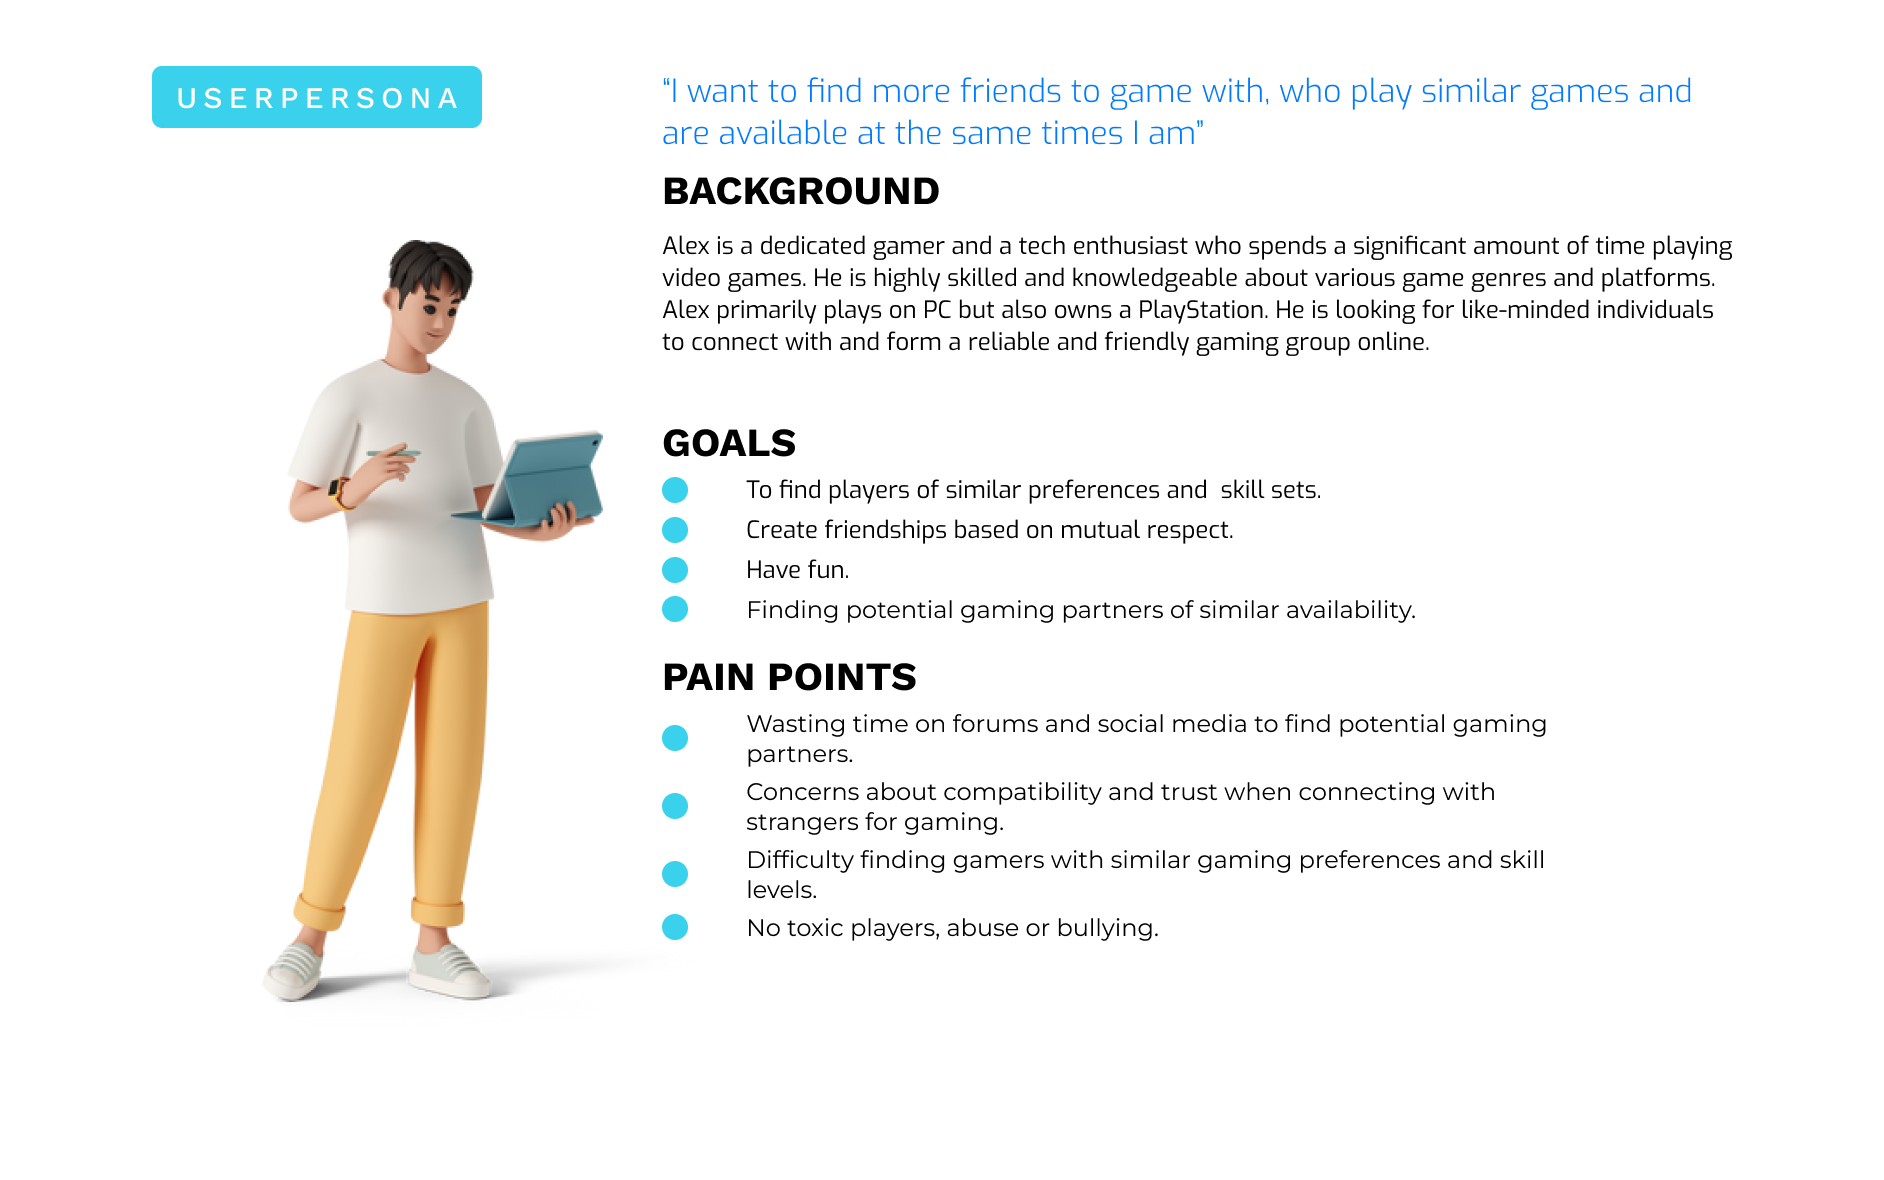 USERPERSONA
“I want to find more friends to game with, who play similar games and
are available at the same times I am”
BACKGROUND
Alex is a dedicated gamer and a tech enthusiast who spends a significant amount of time playing
video games. He is highly skilled and knowledgeable about various game genres and platforms.
Alex primarily plays on PC but also owns a PlayStation. He is looking for like-minded individuals
to connect with and form a reliable and friendly gaming group online.
GOALS
To find players of similar preferences and  skill sets.
Create friendships based on mutual respect.
Have fun.
Finding potential gaming partners of similar availability.
PAIN POINTS
Wasting time on forums and social media to find potential gaming
partners.
Concerns about compatibility and trust when connecting with
strangers for gaming.
Difficulty finding gamers with similar gaming preferences and skill
levels.
No toxic players, abuse or bullying.